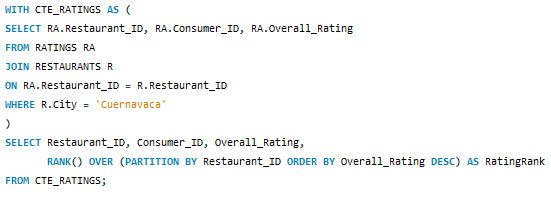 WITH CTE_RATINGS AS (
SELECT RA.Restaurant_ID, RA.Consumer_ID, RA.Overall_Rating
FROM RATINGS RA
JOIN RESTAURANTS R
ON RA.Restaurant_ID = R.Restaurant_ID
WHERE R.City = 'Cuernavaca'
)
SELECT Restaurant_ID, Consumer_ID, Overall_Rating,
       RANK() OVER (PARTITION BY Restaurant_ID ORDER BY Overall_Rating DESC) AS RatingRank
FROM CTE_RATINGS;